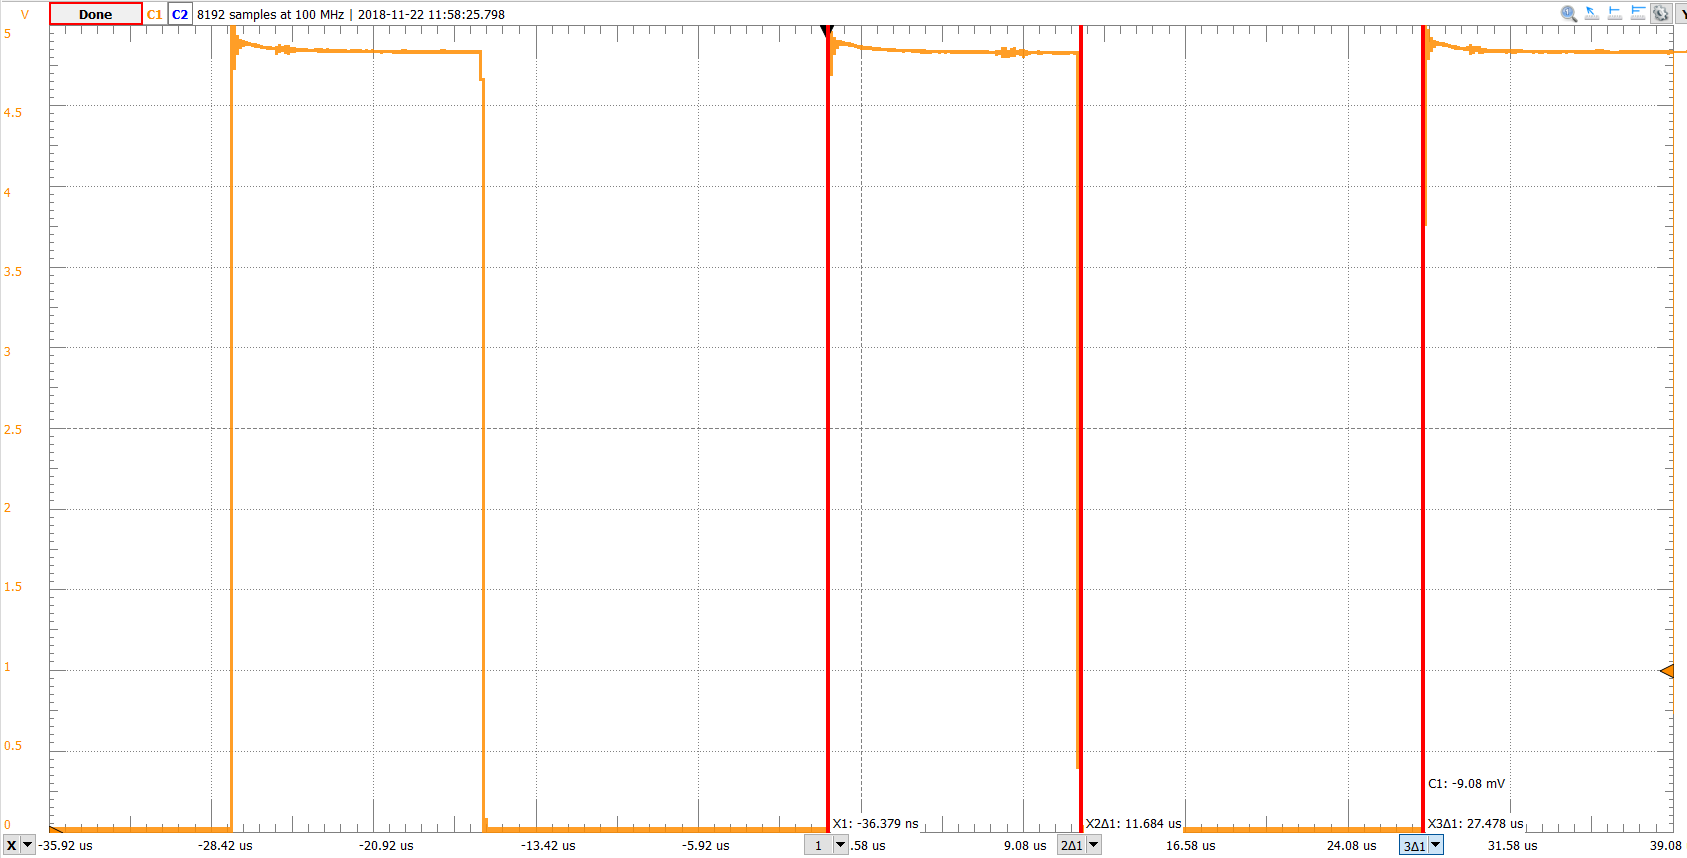 V Done C1 C2 8192 samples at 100 MHz | 2018-11-22 11:58:25.798 Y
5
4.5
4
3.5
3
2.5
2
1.5
1
0.5
C1: -9.08 mV
0 X1: -36.379 ns X2Δ1: 11.684 us X3Δ1: 27.478 us
X -35.92 us -28.42 us -20.92 us -13.42 us -5.92 us 1 .58 us 9.08 us 2Δ1 16.58 us 24.08 us 3Δ1 31.58 us 39.08